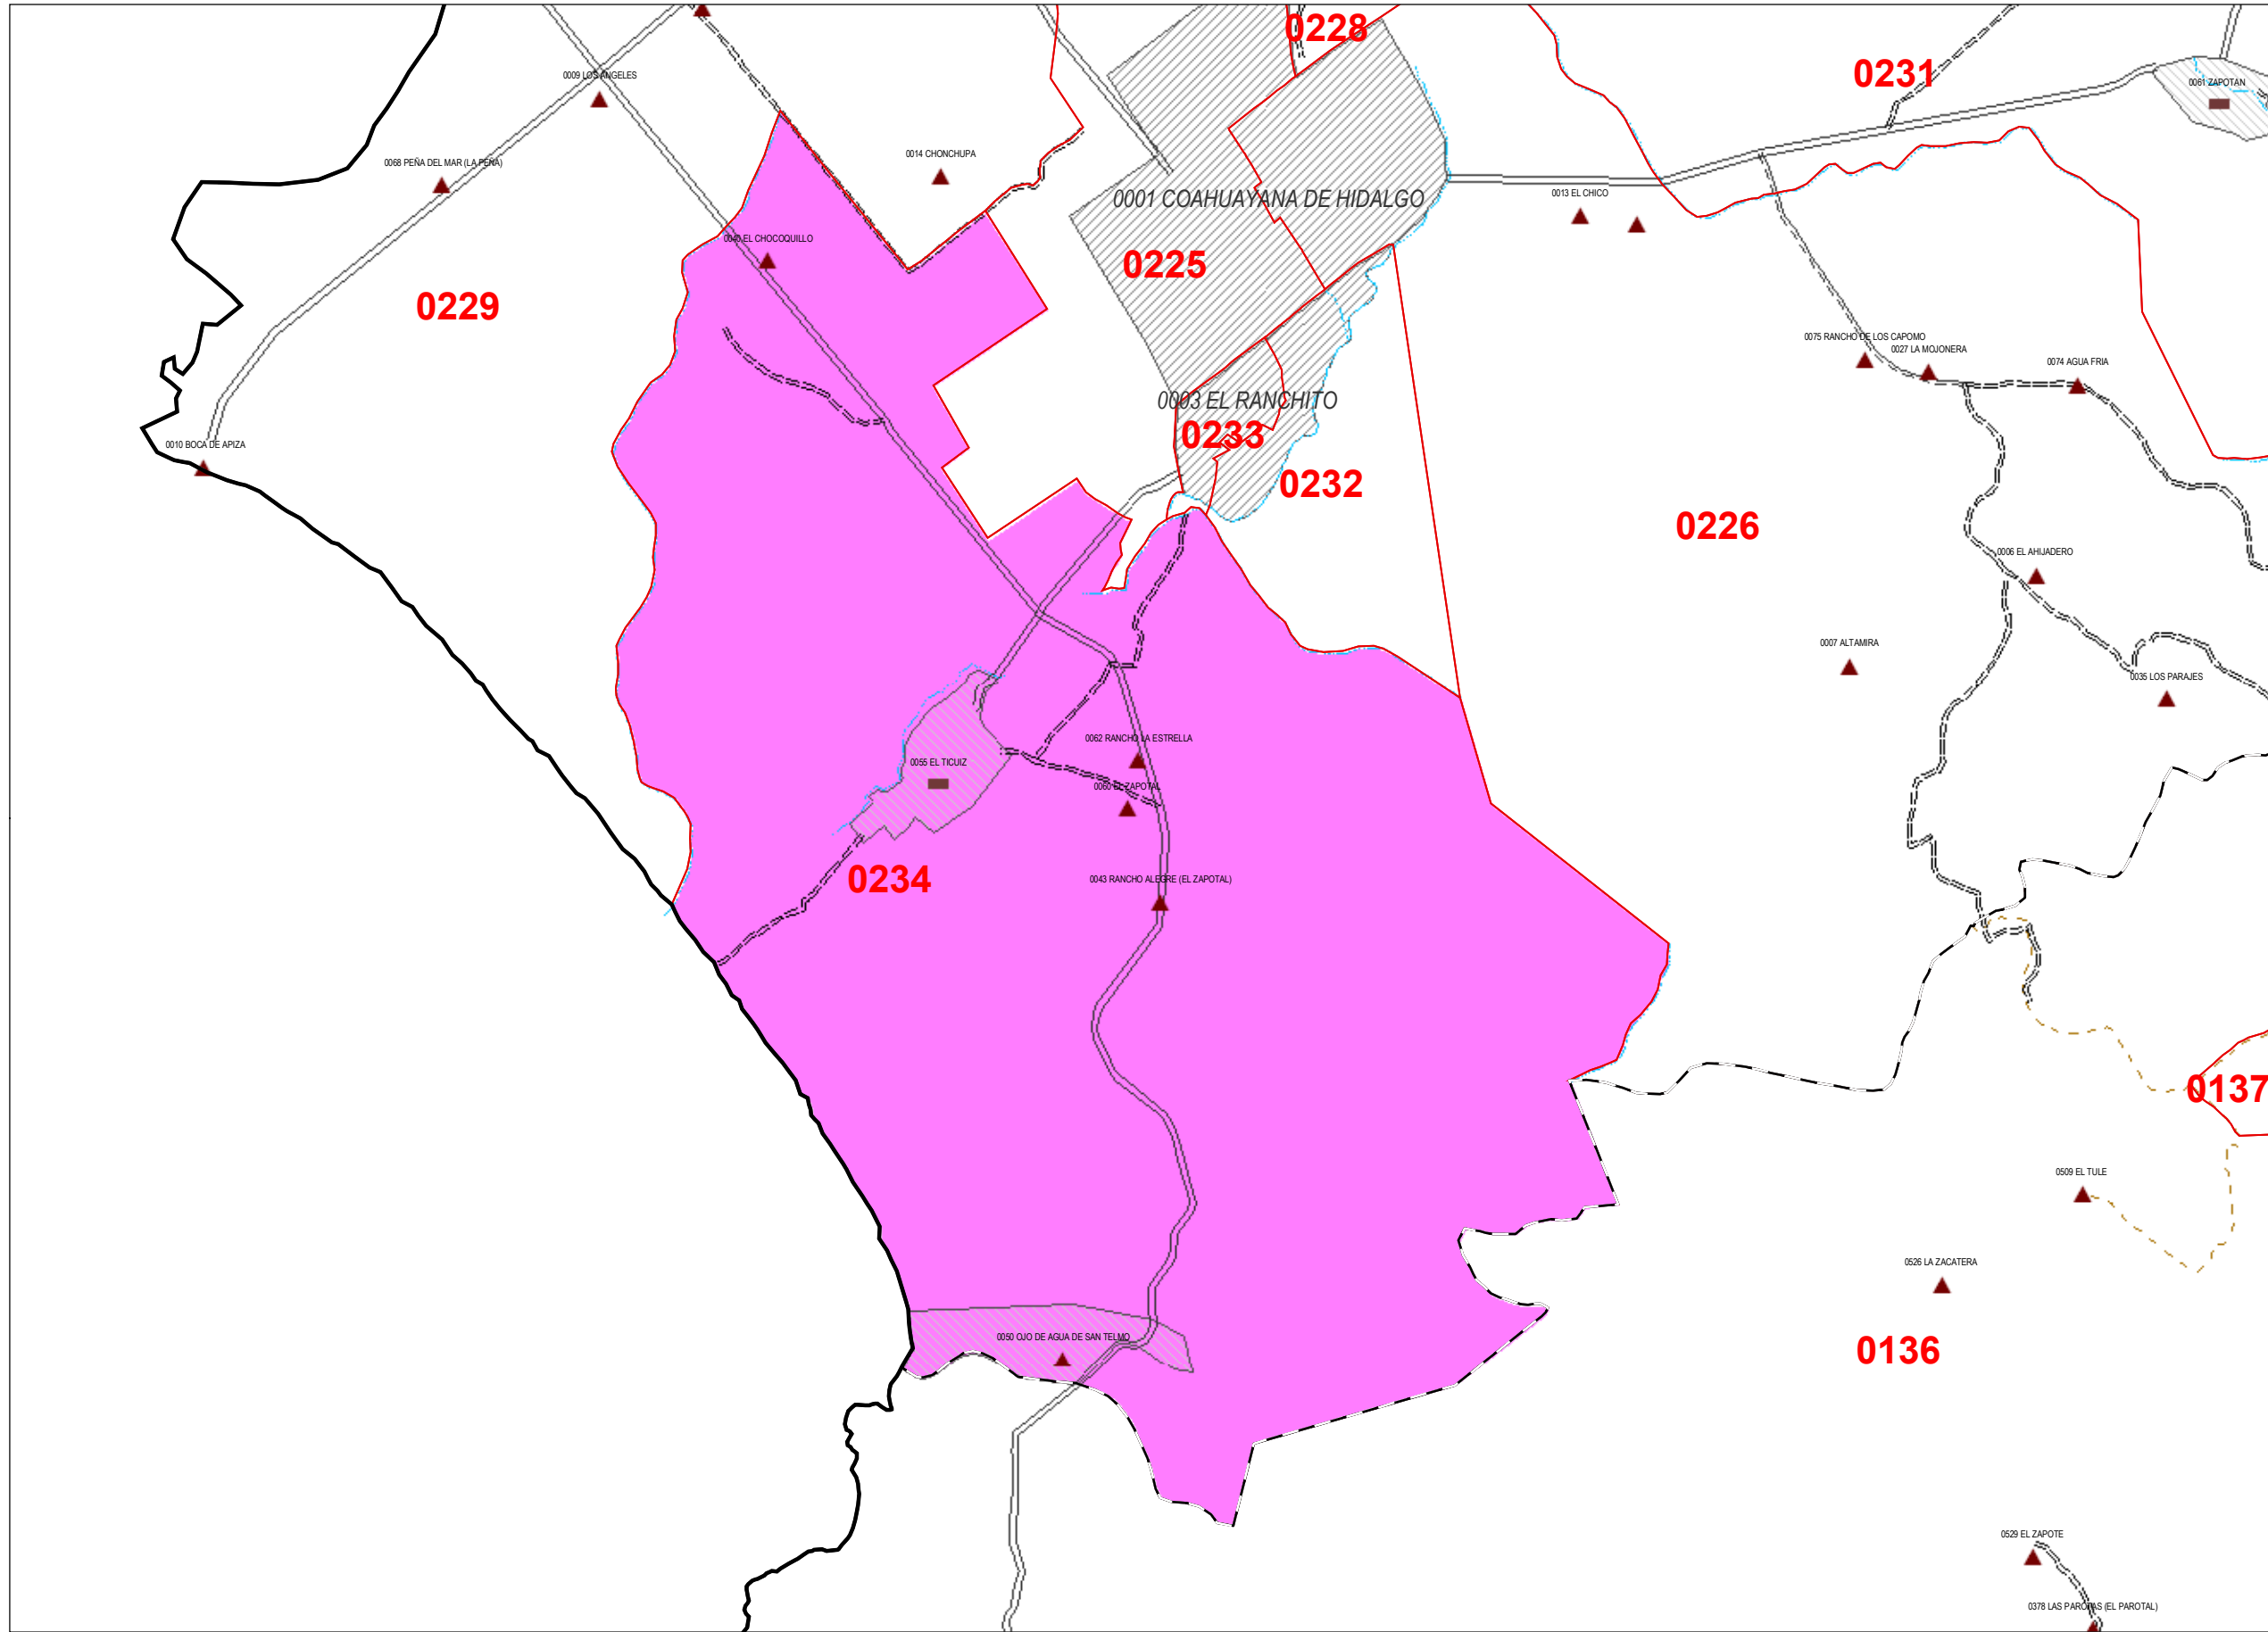 0228
0231
0009 LOS ANGELES
0061 ZAPOTAN
0014 CHONCHUPA
0068 PEÑA DEL MAR (LA PEÑA)
0013 EL CHICO
0001 COAHUAYANA DE HIDALGO
0040 EL CHOCOQUILLO
0225
0229
0075 RANCHO DE LOS CAPOMO
0027 LA MOJONERA
0074 AGUA FRIA
0003 EL RANCHITO
0233
0010 BOCA DE APIZA
0232
0226
0006 EL AHIJADERO
0007 ALTAMIRA
0035 LOS PARAJES
0062 RANCHO LA ESTRELLA
0055 EL TICUIZ
0060 EL ZAPOTAL
0234
0043 RANCHO ALEGRE (EL ZAPOTAL)
0137
0509 EL TULE
0526 LA ZACATERA
0050 OJO DE AGUA DE SAN TELMO
0136
0529 EL ZAPOTE
0378 LAS PAROTAS (EL PAROTAL)